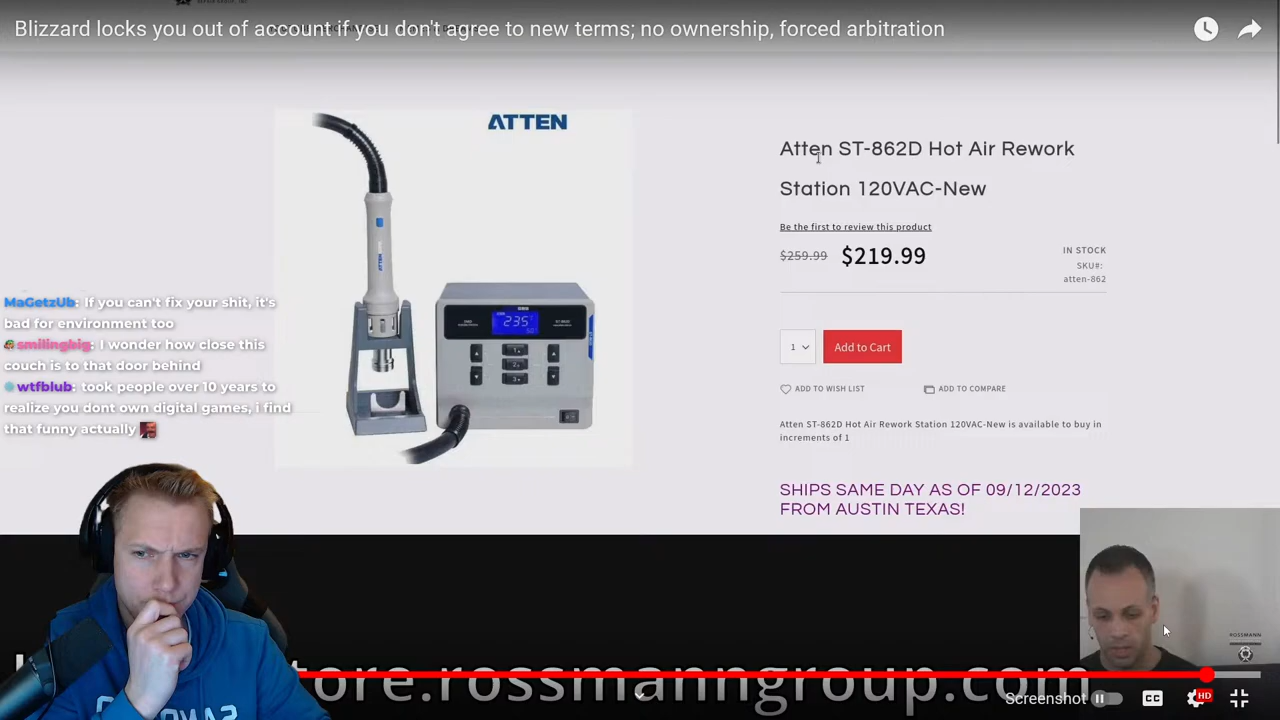 Blizzard locks you out of account if you don't agree to new terms; no ownership, forced arbitration
ATTEN
Atten ST-862D Hot Air Rework
Station 120VAC-New
Be the first to review this product
$259.99 $219.99
IN STOCK
SKU#:
atten-862
1
Add to Cart
ADD TO WISH LIST
ADD TO COMPARE
Atten ST-862D Hot Air Rework Station 120VAC-New is available to buy in
increments of 1
SHIPS SAME DAY AS OF 09/12/2023
FROM AUSTIN TEXAS!
235
MaGetzUb: If you can't fix your shit, it's
bad for environment too
smilingbig: I wonder how close this
couch is to that door behind
wtfblub: took people over 10 years to
realize you dont own digital games, i find
that funny actually
ROSSMANN
tore.rossmanngroup.com
Screenshot
CC
HD